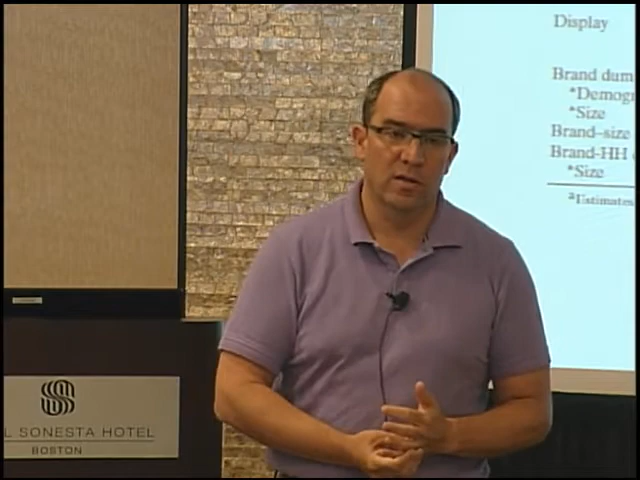 Display
Brand dum
*Demogr
*Size
Brand-size
Brand-HH
*Size
ᵃEstimates
L SONESTA HOTEL
BOSTON